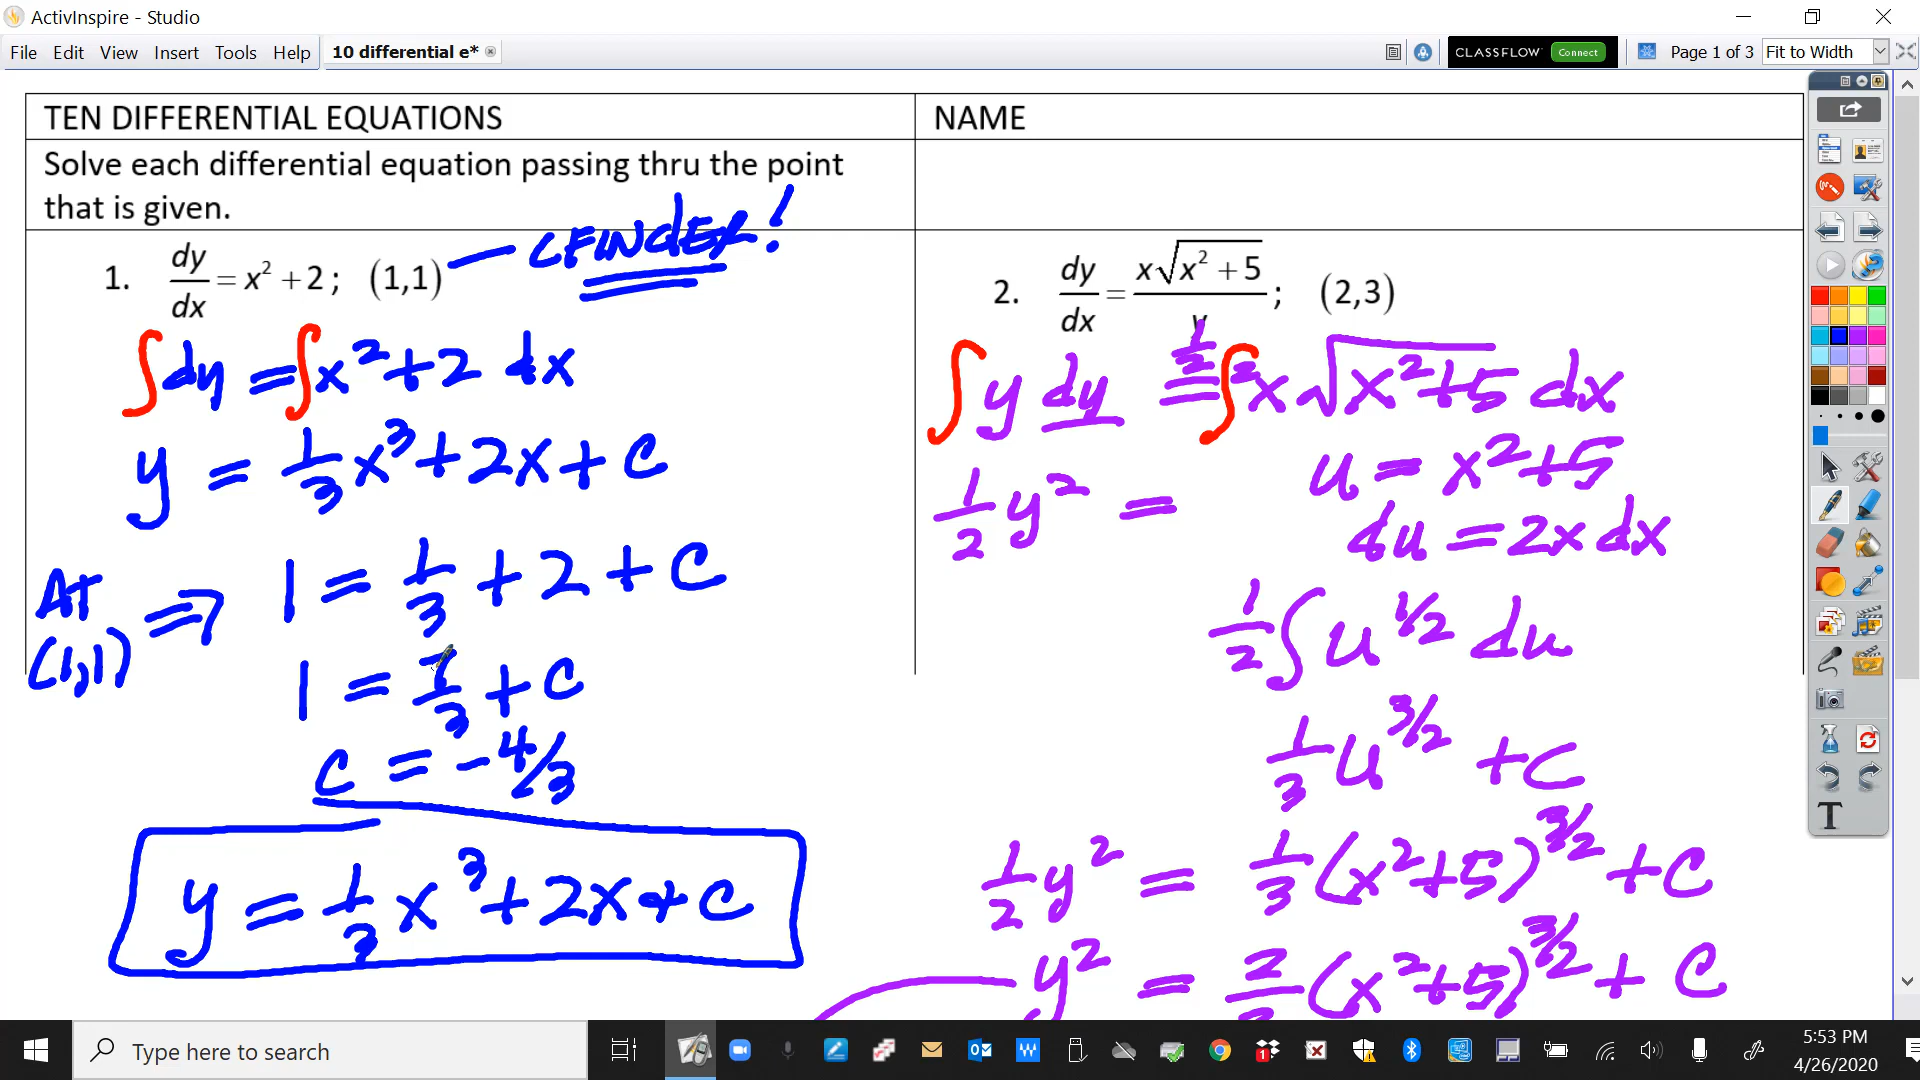 ActivInspire - Studio
File Edit View Insert Tools Help
10 differential e*
CLASSFLOW Connect
Page 1 of 3
Fit to Width
TEN DIFFERENTIAL EQUATIONS
NAME
Solve each differential equation passing thru the point
that is given.
1. dy/dx = x² + 2 ; (1,1)
— CFINDER!
∫dy = ∫x² + 2 dx
y = 1/3 x³ + 2x + C
At (1,1) ⇒ 1 = 1/3 + 2 + C
1 = 7/3 + C
C = -4/3
y = 1/3 x³ + 2x + C
2. dy/dx = x√(x² + 5) / y ; (2,3)
∫y dy = 1/2 ∫2x √(x² + 5) dx
1/2 y² =
u = x² + 5
du = 2x dx
1/2 ∫ u^1/2 du
1/3 u^3/2 + C
1/2 y² = 1/3 (x² + 5)^3/2 + C
y² = 2/3 (x² + 5)^3/2 + C
T
Type here to search
5:53 PM
4/26/2020